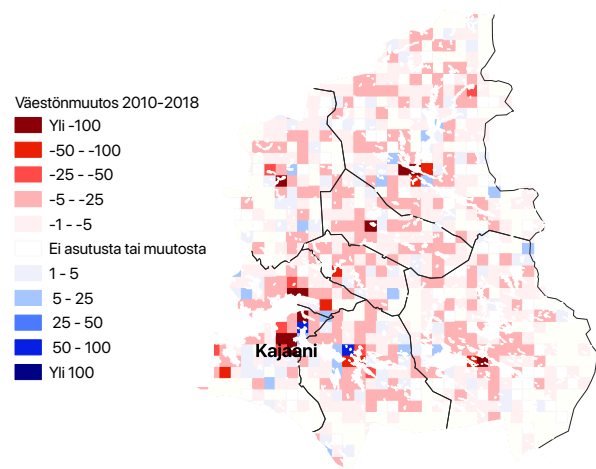 Väestönmuutos 2010-2018
Yli -100
-50 - -100
-25 - -50
-5 - -25
-1 - -5
Ei asutusta tai muutosta
1 - 5
5 - 25
25 - 50
50 - 100
Yli 100
Kajaani